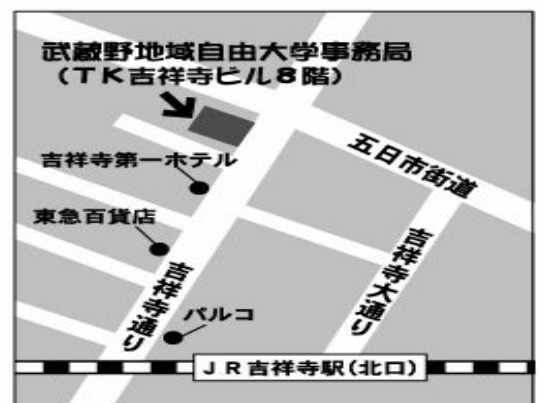 武蔵野地域自由大学事務局
（ＴＫ吉祥寺ビル８階）
五日市街道
吉祥寺第一ホテル
東急百貨店
吉祥寺大通り
吉祥寺通り
パルコ
ＪＲ吉祥寺駅（北口）